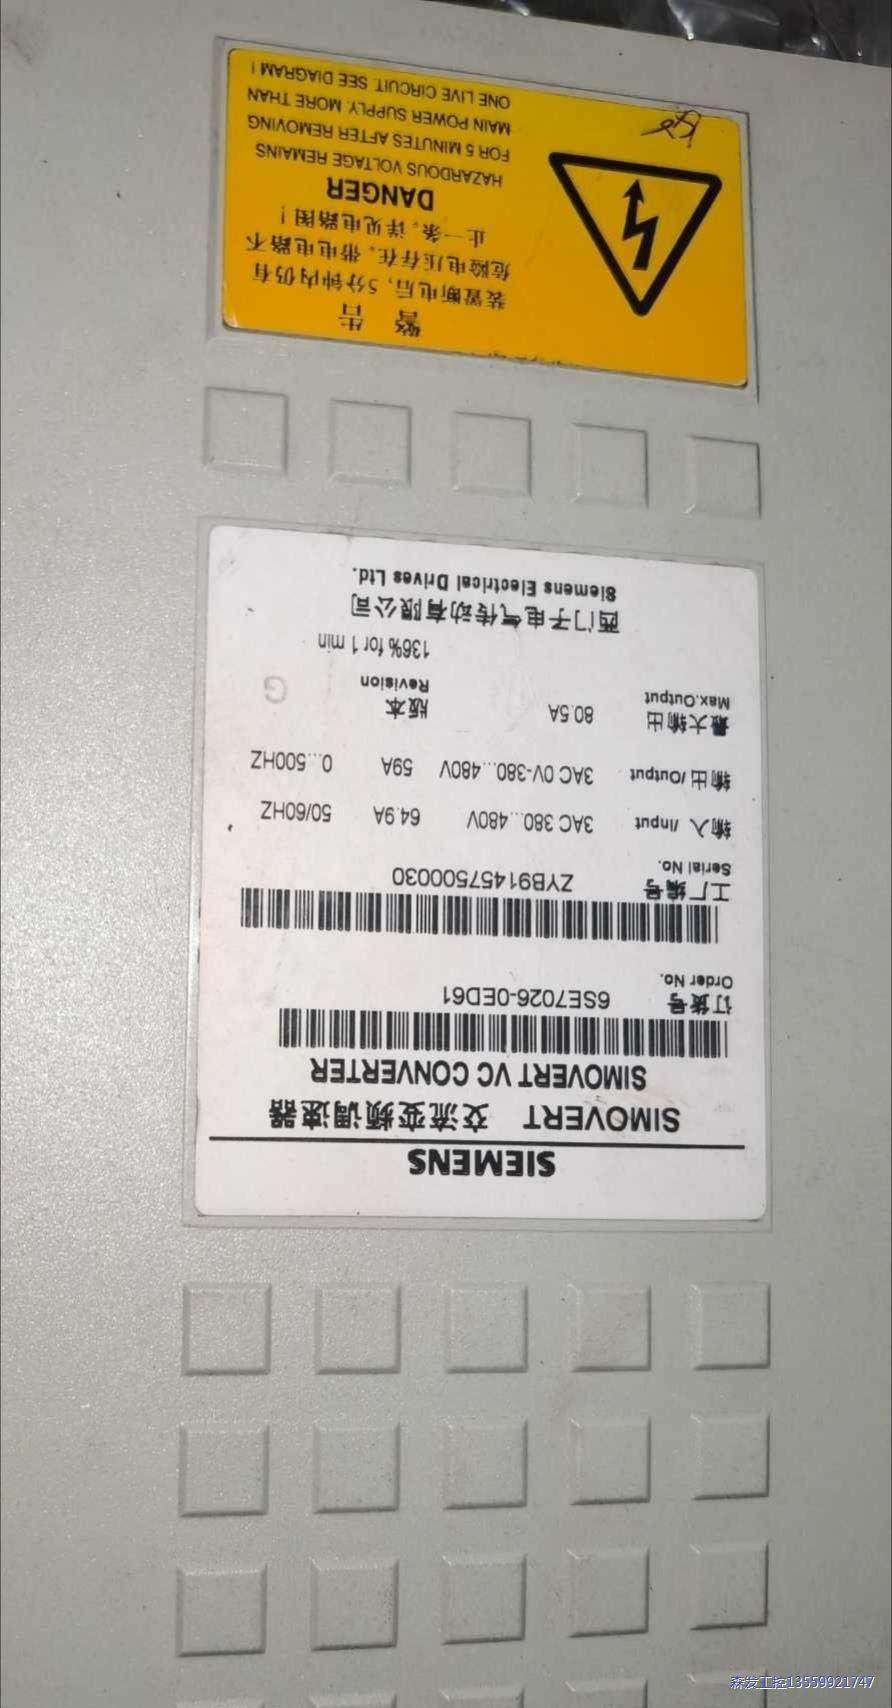 SIEMENS
SIMOVERT 交流变频调速器
SIMOVERT VC CONVERTER
订货号
Order No.
6SE7026-0ED61
工厂编号
Serial No.
ZYB91457500030
输入 /Input 3AC 380...480V 64.9A 50/60HZ
输出 /Output 3AC 0V-380...480V 59A 0...500HZ
最大输出 80.5A 版本 G
Max.Output Revision
136% for 1 min
西门子电气传动有限公司
Siemens Electrical Drives Ltd.
警 告
装置断电后, 5分钟内仍有
危险电压存在。带电电路不
止一条。详见电路图!
DANGER
HAZARDOUS VOLTAGE REMAINS
FOR 5 MINUTES AFTER REMOVING
MAIN POWER SUPPLY. MORE THAN
ONE LIVE CIRCUIT. SEE DIAGRAM !
森发工控13559921747